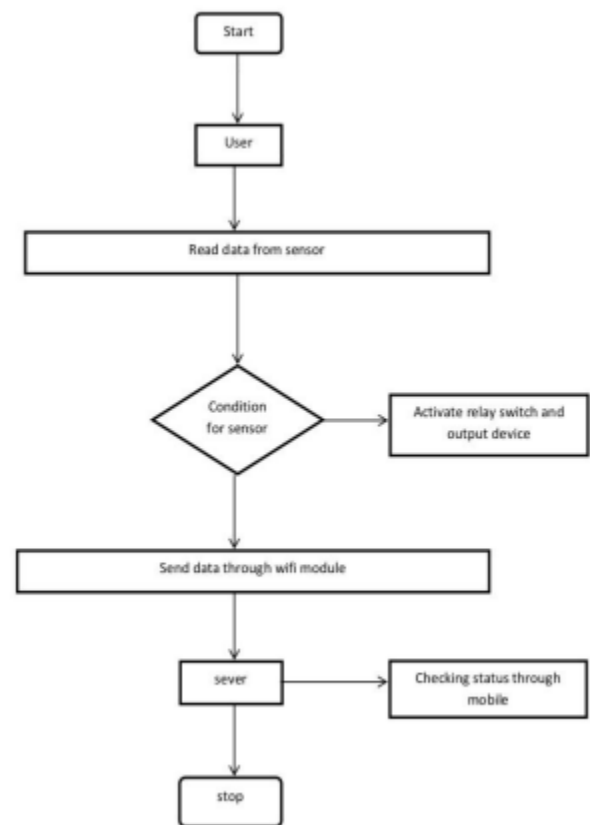 Start
User
Read data from sensor
Condition
for sensor
Activate relay switch and
output device
Send data through wifi module
sever
Checking status through
mobile
stop